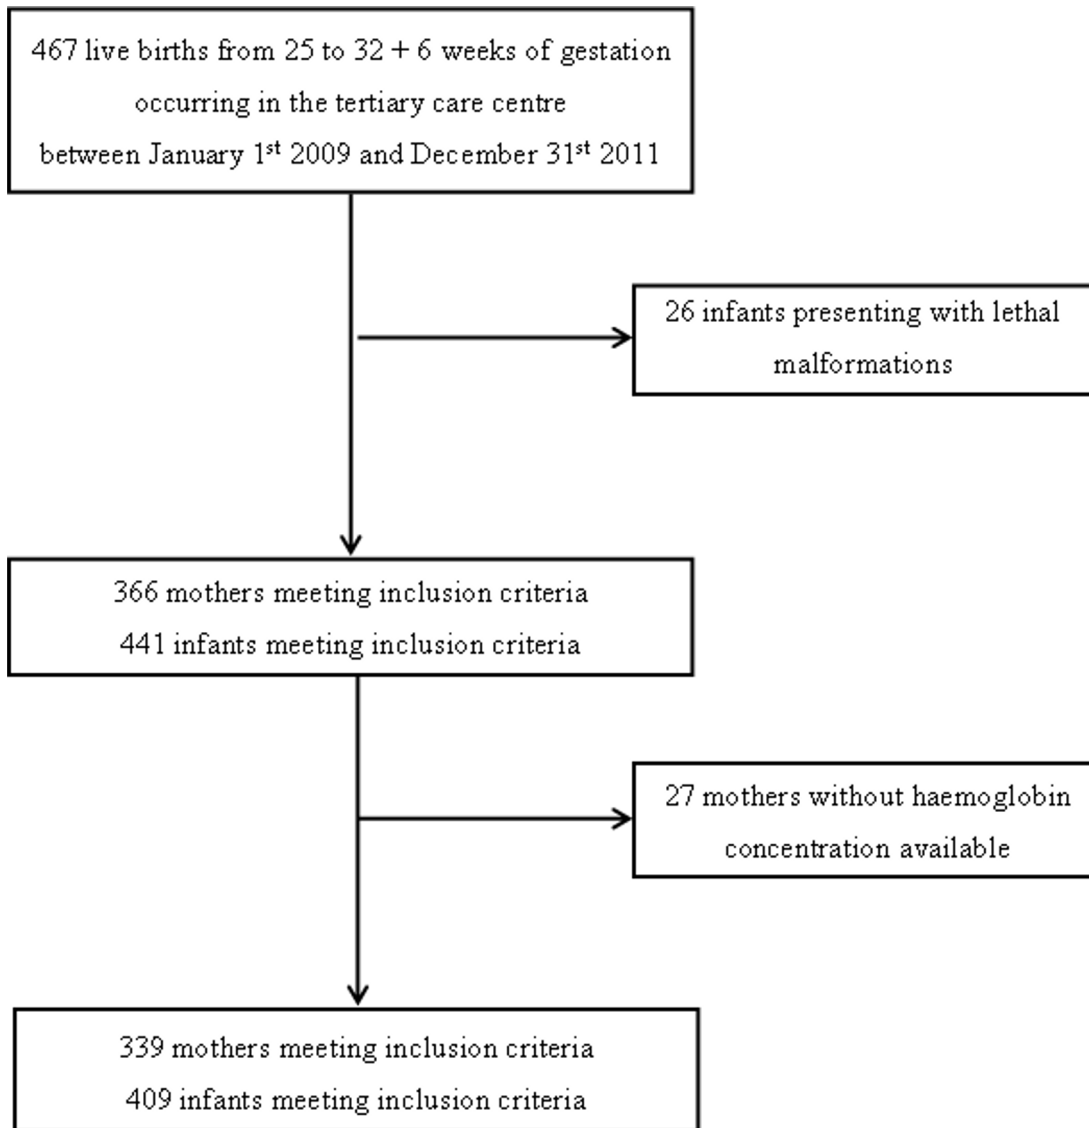 467 live births from 25 to 32 + 6 weeks of gestation
occurring in the tertiary care centre
between January 1st 2009 and December 31st 2011
26 infants presenting with lethal
malformations
366 mothers meeting inclusion criteria
441 infants meeting inclusion criteria
27 mothers without haemoglobin
concentration available
339 mothers meeting inclusion criteria
409 infants meeting inclusion criteria